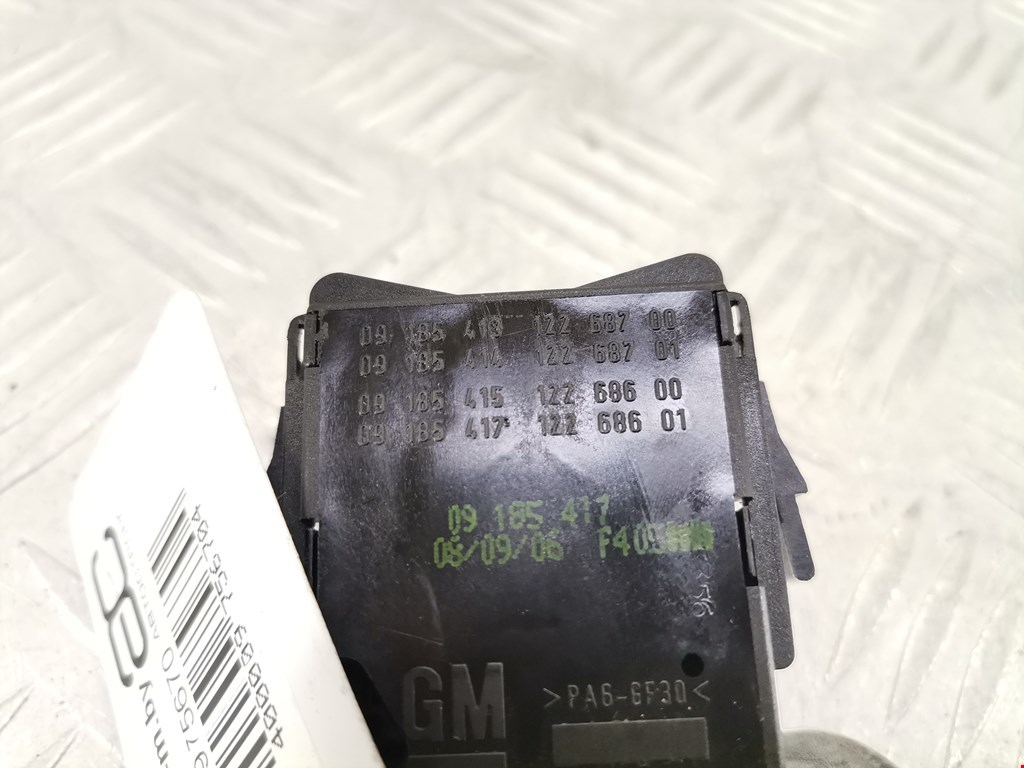 09 185 413 122 687 00
09 185 414 122 687 01
09 185 415 122 686 00
09 185 417 122 686 01
09 185 417
08/09/06
GM
>PA6-GF30<
m.by